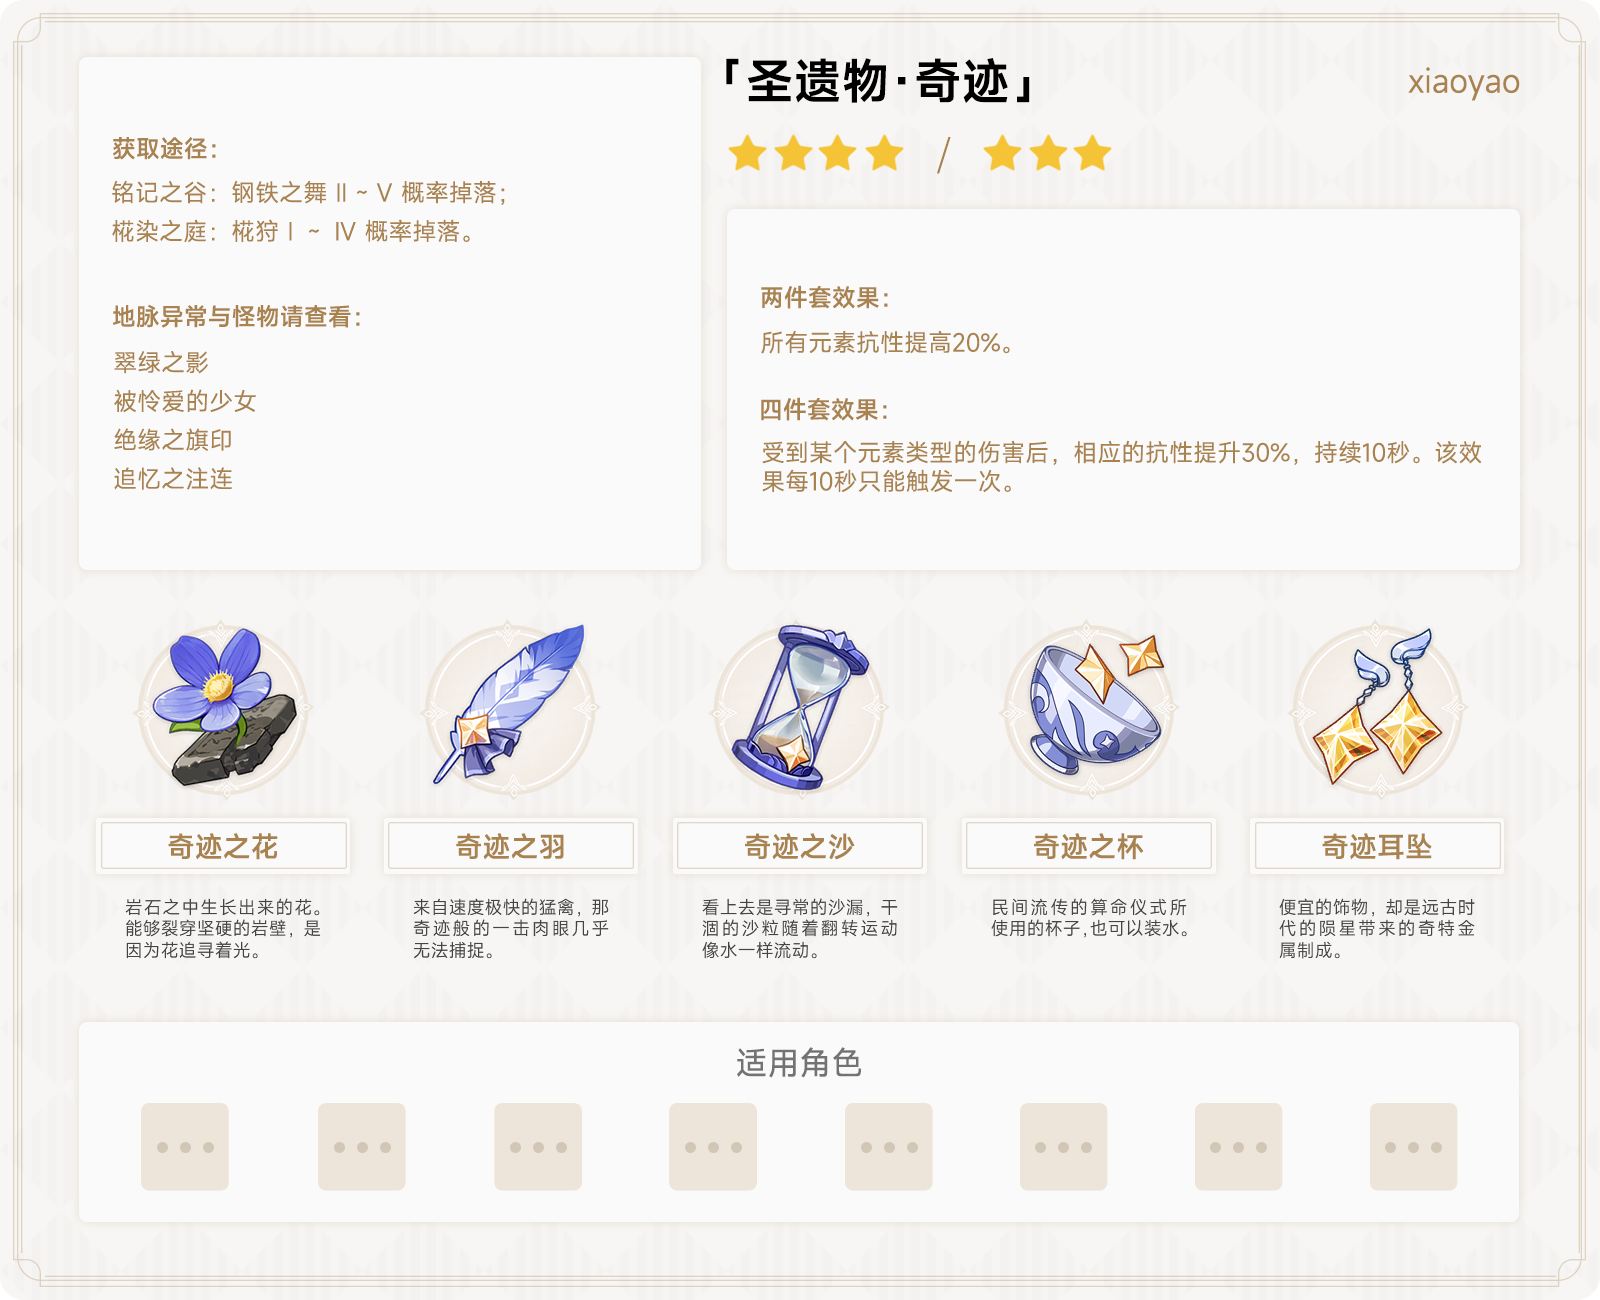 「圣遗物·奇迹」
xiaoyao
/
获取途径：
铭记之谷：钢铁之舞 Ⅱ ~ Ⅴ 概率掉落；
椛染之庭：椛狩 Ⅰ ~ Ⅳ 概率掉落。
地脉异常与怪物请查看：
翠绿之影
被怜爱的少女
绝缘之旗印
追忆之注连
两件套效果：
所有元素抗性提高20%。
四件套效果：
受到某个元素类型的伤害后，相应的抗性提升30%，持续10秒。该效
果每10秒只能触发一次。
奇迹之花
岩石之中生长出来的花。
能够裂穿坚硬的岩壁，是
因为花追寻着光。
奇迹之羽
来自速度极快的猛禽，那
奇迹般的一击肉眼几乎
无法捕捉。
奇迹之沙
看上去是寻常的沙漏，干
涸的沙粒随着翻转运动
像水一样流动。
奇迹之杯
民间流传的算命仪式所
使用的杯子,也可以装水。
奇迹耳坠
便宜的饰物，却是远古时
代的陨星带来的奇特金
属制成。
适用角色